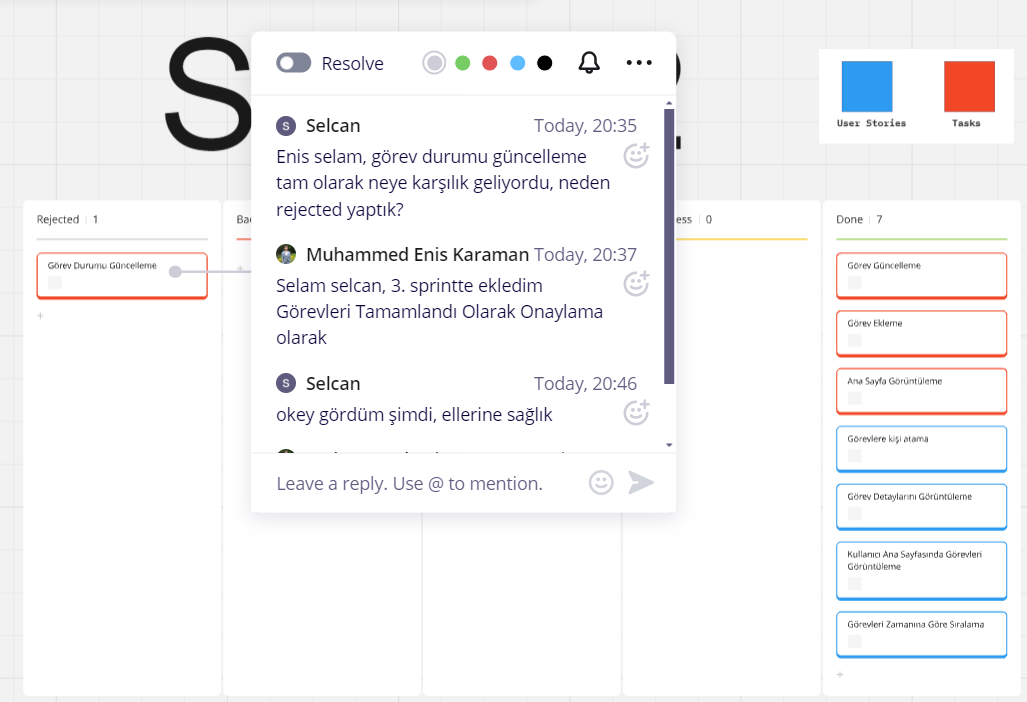 S
Resolve
User Stories
Tasks
S Selcan Today, 20:35
Enis selam, görev durumu güncelleme
tam olarak neye karşılık geliyordu, neden
rejected yaptık?
Muhammed Enis Karaman Today, 20:37
Selam selcan, 3. sprintte ekledim
Görevleri Tamamlandı Olarak Onaylama
olarak
S Selcan Today, 20:46
okey gördüm şimdi, ellerine sağlık
Leave a reply. Use @ to mention.
Rejected 1
Görev Durumu Güncelleme
Ba
ess 0
Done 7
Görev Güncelleme
Görev Ekleme
Ana Sayfa Görüntüleme
Görevlere kişi atama
Görev Detaylarını Görüntüleme
Kullanıcı Ana Sayfasında Görevleri
Görüntüleme
Görevleri Zamanına Göre Sıralama